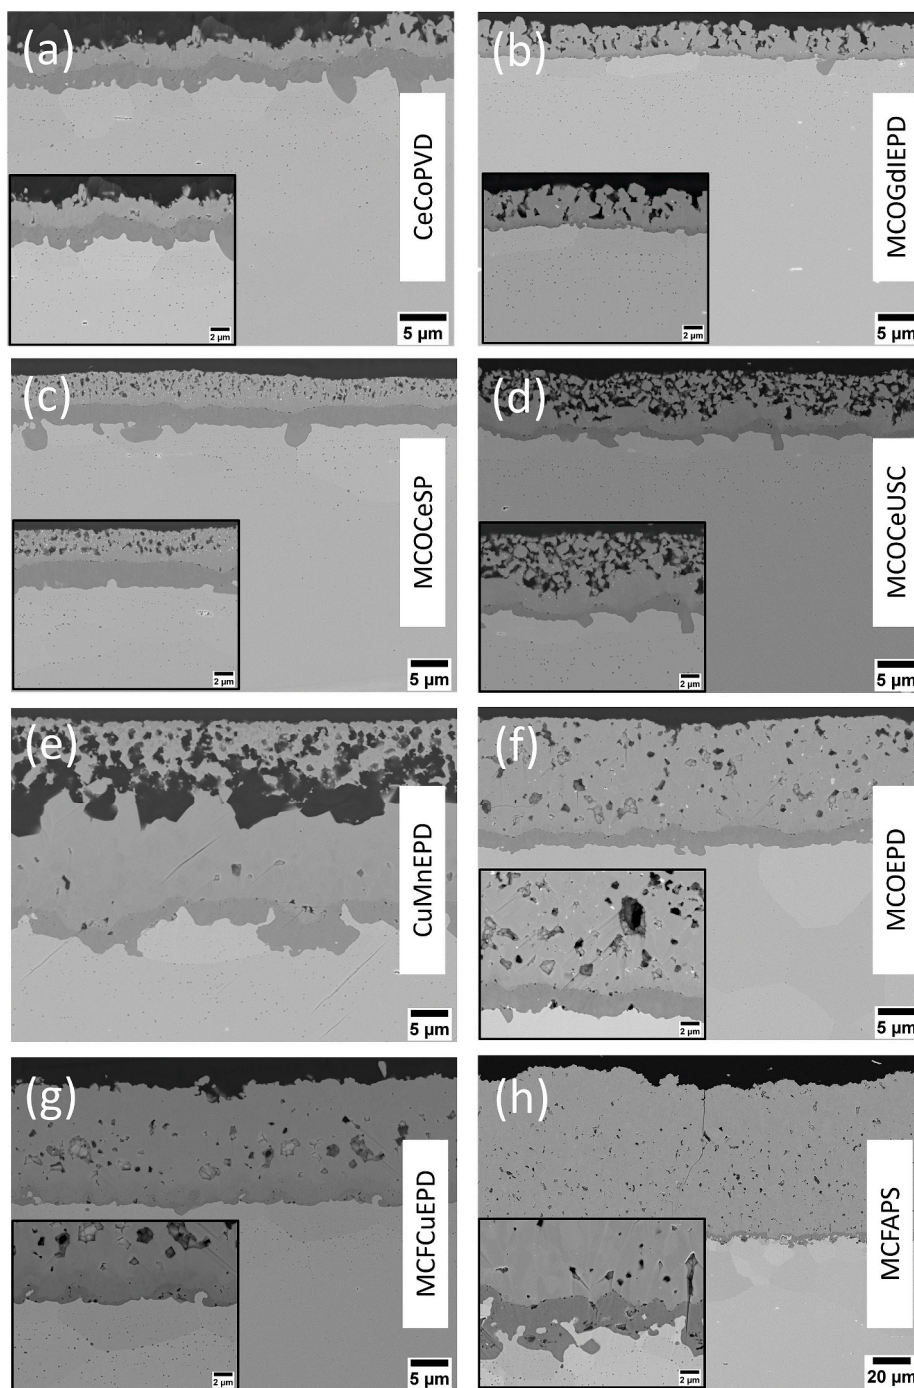 (a)
CeCoPVD
2 µm
5 µm
(b)
MCOGdIEPD
2 µm
5 µm
(c)
MCOCeSP
2 µm
5 µm
(d)
MCOCeUSC
2 µm
5 µm
(e)
CuMnEPD
5 µm
(f)
MCOEPD
2 µm
5 µm
(g)
MCFCuEPD
2 µm
5 µm
(h)
MCFAPS
2 µm
20 µm